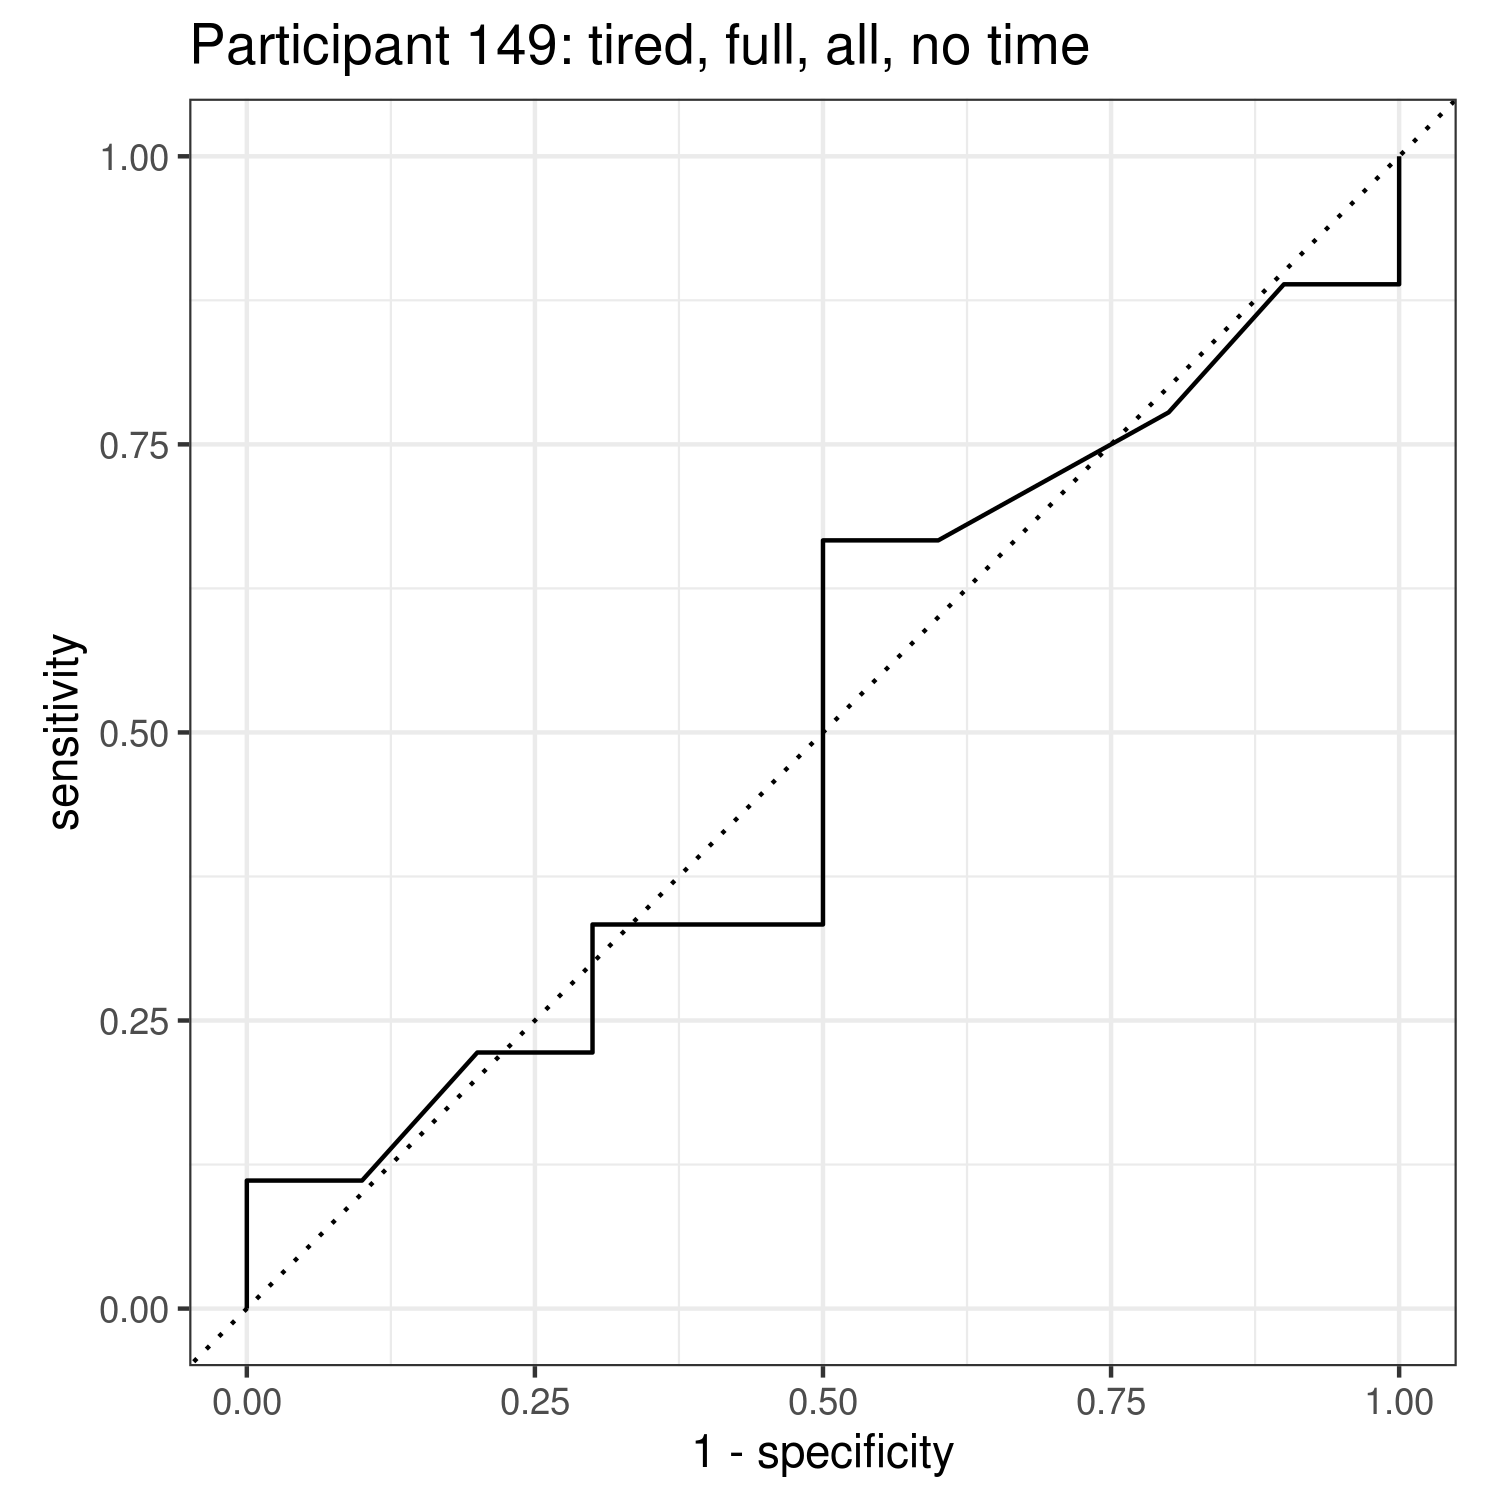 Participant 149: tired, full, all, no time
1.00
0.75
0.50
0.25
0.00
sensitivity
0.00 0.25 0.50 0.75 1.00
1 - specificity